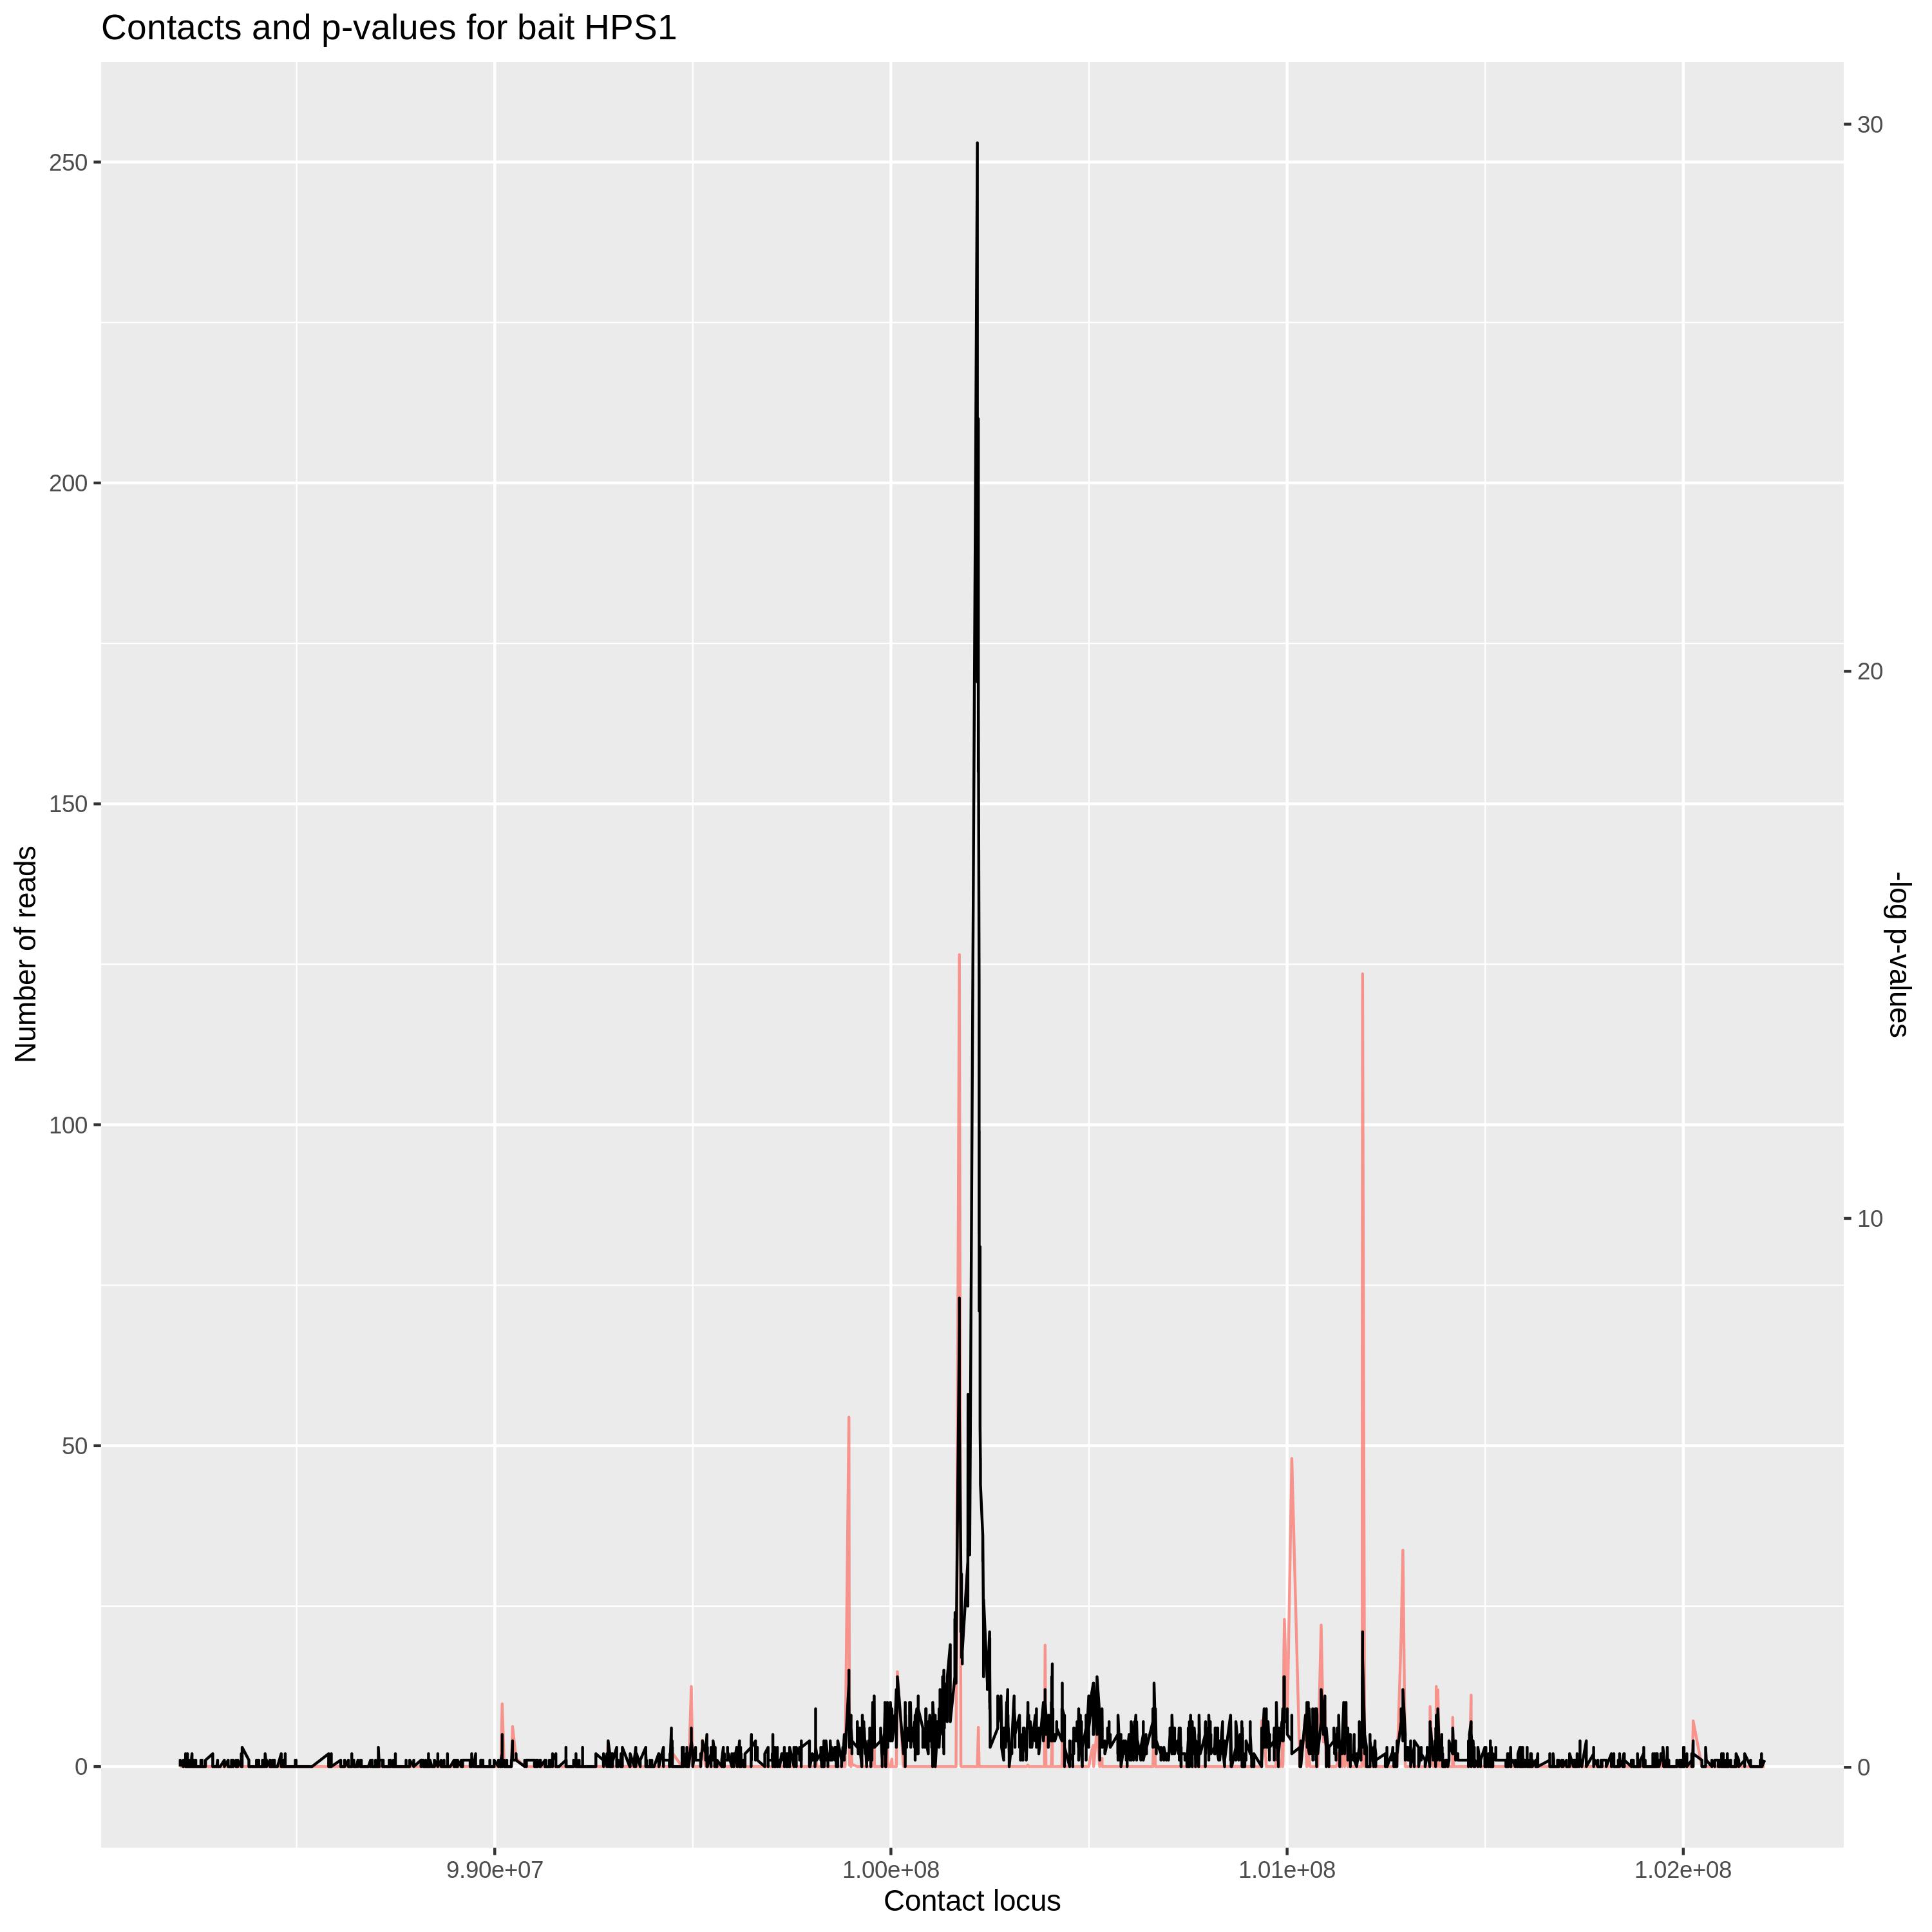 Contacts and p-values for bait HPS1
250
200
150
100
50
0
Number of reads
30
20
10
0
-log p-values
9.90e+07
1.00e+08
1.01e+08
1.02e+08
Contact locus